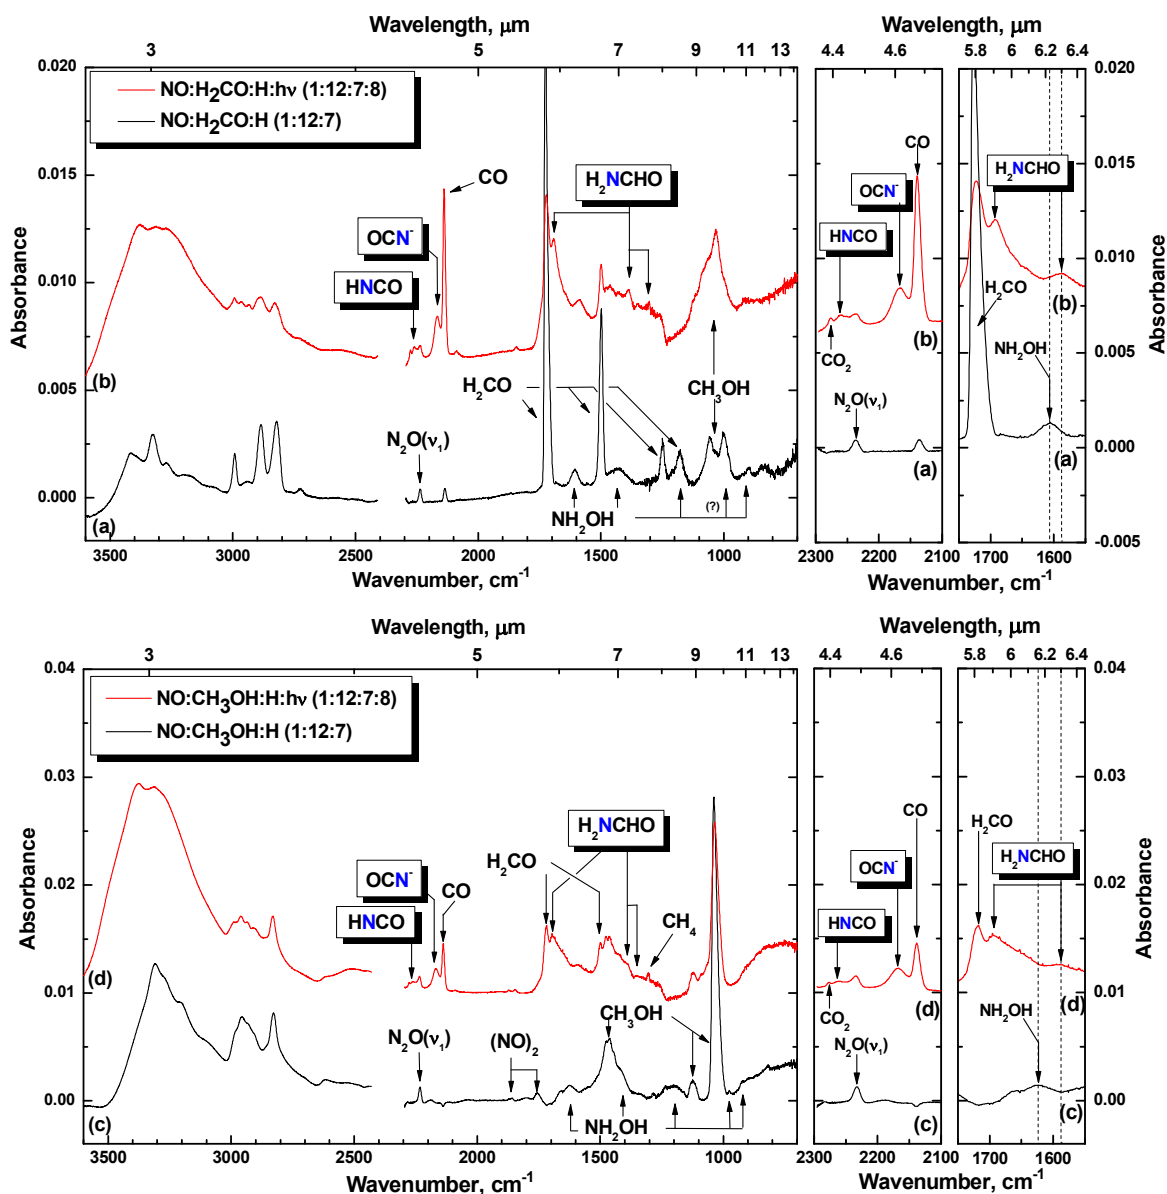 Wavelength, μm
3 5 7 9 11 13
Wavelength, μm
4.4 4.6
5.8 6 6.2 6.4
0.020
NO:H2CO:H:hν (1:12:7:8)
NO:H2CO:H (1:12:7)
0.015
0.010
0.005
0.000
Absorbance
CO
H2NCHO
OCN-
HNCO
(b)
H2CO
CH3OH
N2O(ν1)
(?)
NH2OH
(a)
3500 3000 2500 2000 1500 1000
Wavenumber, cm-1
CO
OCN-
HNCO
CO2
(b)
N2O(ν1)
(a)
2300 2200 2100
H2NCHO
H2CO
(b)
NH2OH
(a)
1700 1600
Wavenumber, cm-1
0.020
0.015
0.010
0.005
0.000
-0.005
Absorbance
Wavelength, μm
3 5 7 9 11 13
Wavelength, μm
4.4 4.6
5.8 6 6.2 6.4
0.04
NO:CH3OH:H:hν (1:12:7:8)
NO:CH3OH:H (1:12:7)
0.03
0.02
0.01
0.00
Absorbance
H2NCHO
H2CO
OCN-
CO
HNCO
CH4
(d)
CH3OH
N2O(ν1)
(NO)2
NH2OH
(c)
3500 3000 2500 2000 1500 1000
Wavenumber, cm-1
CO
OCN-
HNCO
CO2
(d)
N2O(ν1)
(c)
2300 2200 2100
H2CO
H2NCHO
NH2OH
(d)
(c)
1700 1600
Wavenumber, cm-1
0.04
0.03
0.02
0.01
0.00
Absorbance